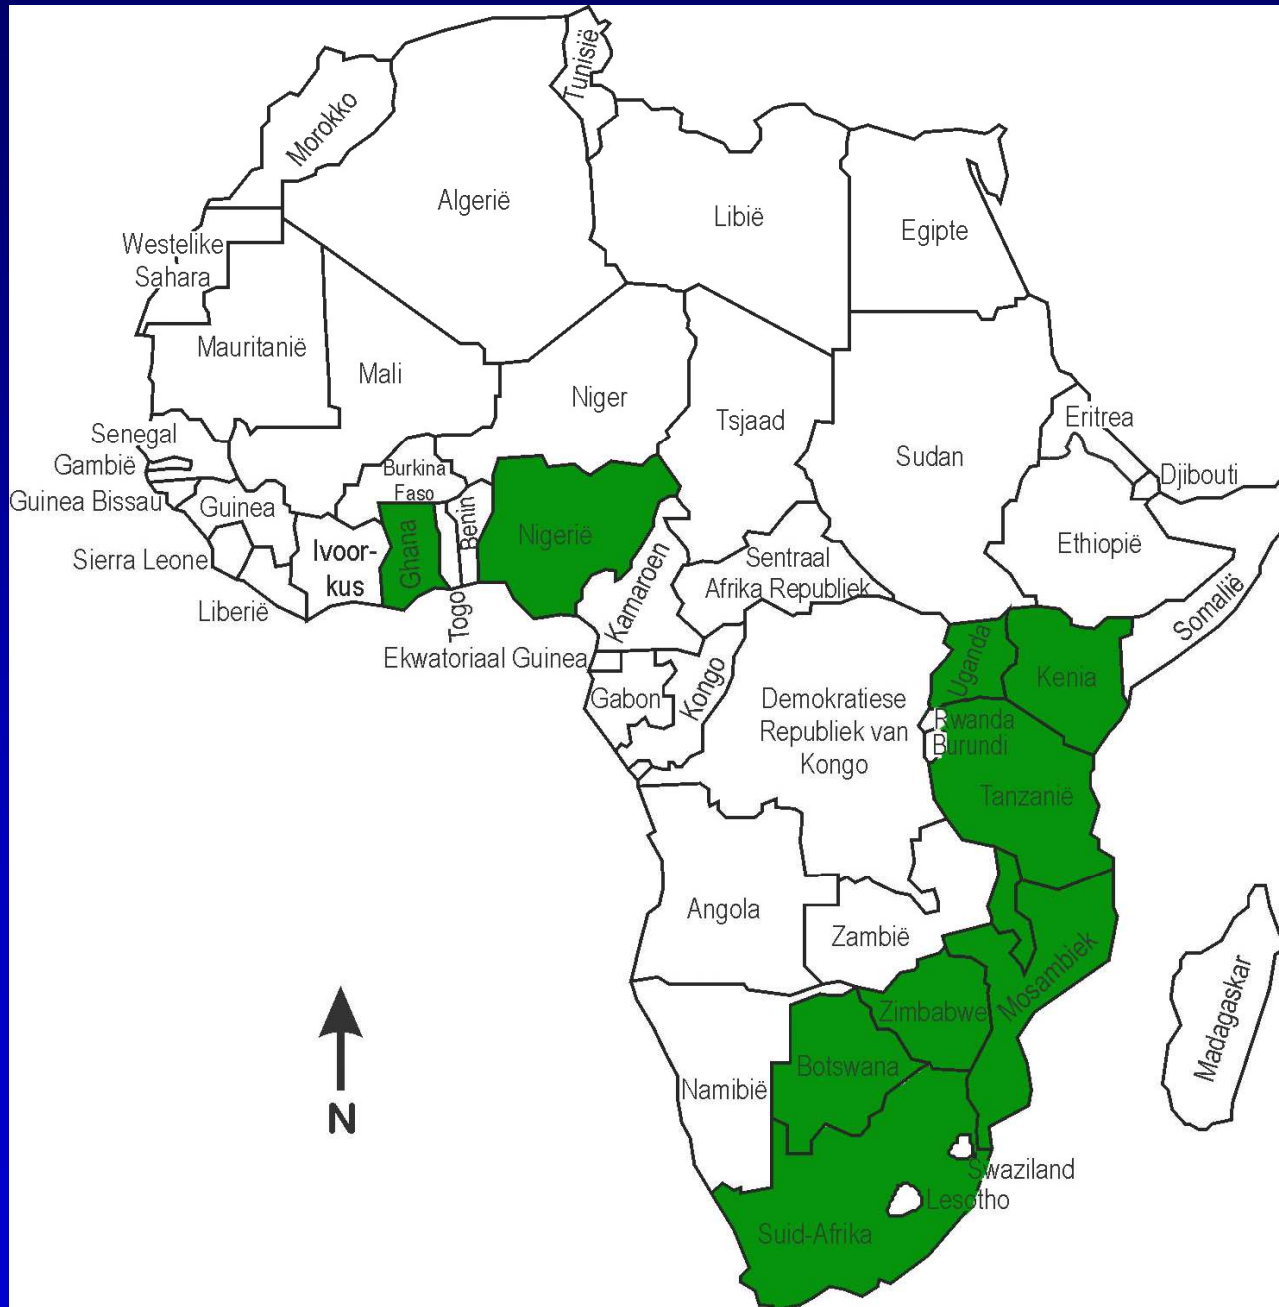 Tunisië
Morokko
Algerië
Libië
Egipte
Westelike
Sahara
Mauritanië
Mali
Niger
Tsjaad
Sudan
Eritrea
Djibouti
Senegal
Gambië
Guinea Bissau
Guinea
Sierra Leone
Liberië
Ivoor-
kus
Burkina
Faso
Ghana
Togo
Benin
Nigerië
Kamaroen
Sentraal
Afrika Republiek
Ethiopië
Somalië
Ekwatoriaal Guinea
Gabon
Kongo
Demokratiese
Republiek van
Kongo
Uganda
Kenia
Rwanda
Burundi
Tanzanië
Angola
Zambië
Mosambiek
Madagaskar
Zimbabwe
Botswana
Namibië
Swaziland
Lesotho
Suid-Afrika
N